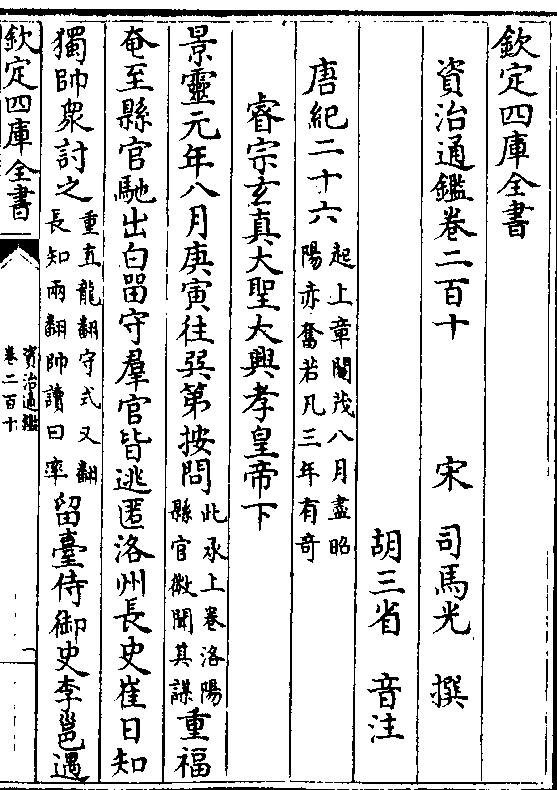 欽定四庫全書
資治通鑑卷二百十
宋 司馬光 撰
胡三省 音注
唐紀二十六
起上章閹茂八月盡昭
陽赤奮若凡三年有奇
睿宗玄真大聖大興孝皇帝下
景靈元年八月庚寅往巽第按問
此承上卷洛陽
縣官微聞其謀
重福
奄至縣官馳出白留守羣官皆逃匿洛州長史崔日知
獨帥衆討之
重直龍翻守式又翻
長知兩翻帥讀曰率
留臺侍御史李邕遇
欽定四庫全書
資治通鑑
卷二百十
一